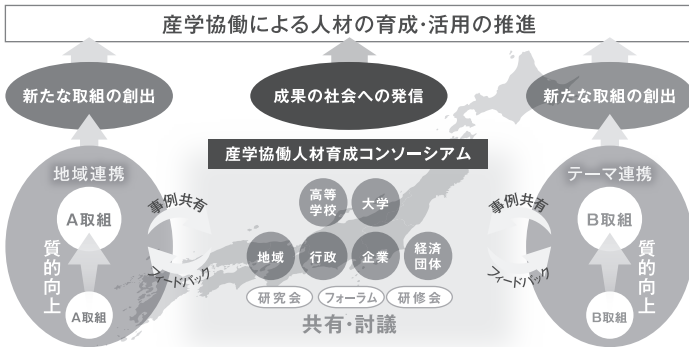 産学協働による人材の育成・活用の推進
新たな取組の創出
成果の社会への発信
新たな取組の創出
産学協働人材育成コンソーシアム
地域連携
A取組
質的向上
A取組
事例共有
フィードバック
高等
学校
大学
地域
行政
企業
経済
団体
研究会
フォーラム
研修会
共有・討議
事例共有
フィードバック
テーマ連携
B取組
質的向上
B取組